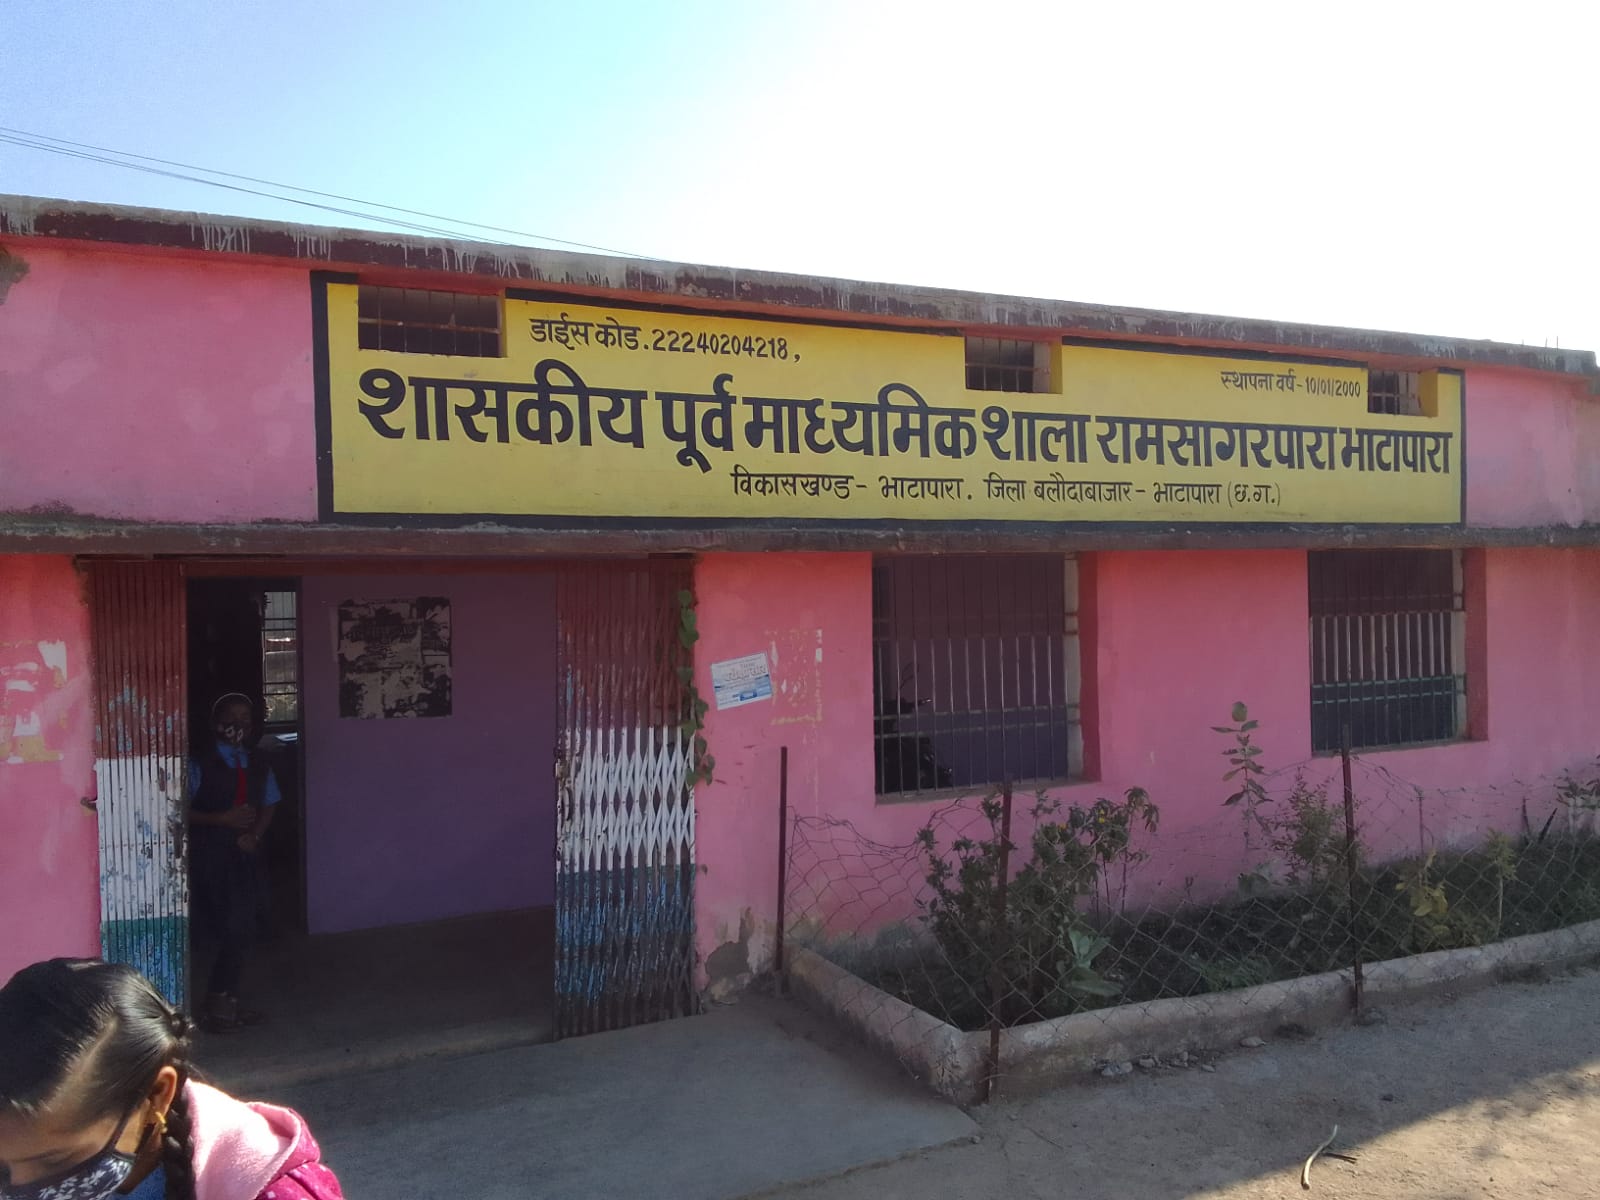 डाईस कोड.22240204218,
स्थापना वर्ष-10/01/2000
शासकीय पूर्व माध्यमिक शाला रामसागरपारा भाटापारा
विकासखण्ड- भाटापारा. जिला बलौदाबाजार- भाटापारा (छ.ग.)